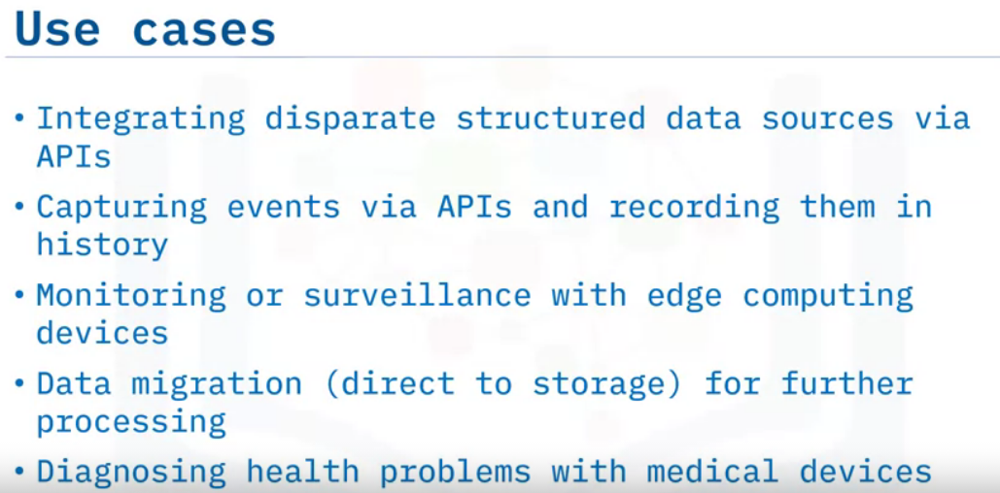 Use cases
• Integrating disparate structured data sources via
APIs
• Capturing events via APIs and recording them in
history
• Monitoring or surveillance with edge computing
devices
• Data migration (direct to storage) for further
processing
• Diagnosing health problems with medical devices